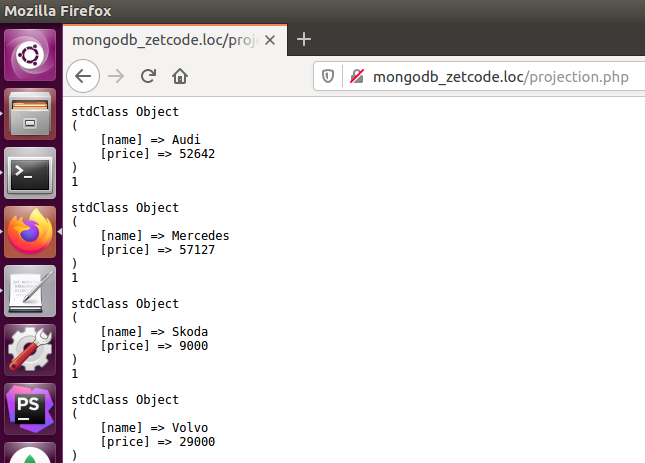 Mozilla Firefox
mongodb_zetcode.loc/proj
mongodb_zetcode.loc/projection.php
stdClass Object
(
    [name] => Audi
    [price] => 52642
)
1
stdClass Object
(
    [name] => Mercedes
    [price] => 57127
)
1
stdClass Object
(
    [name] => Skoda
    [price] => 9000
)
1
stdClass Object
(
    [name] => Volvo
    [price] => 29000
)
>_
PS